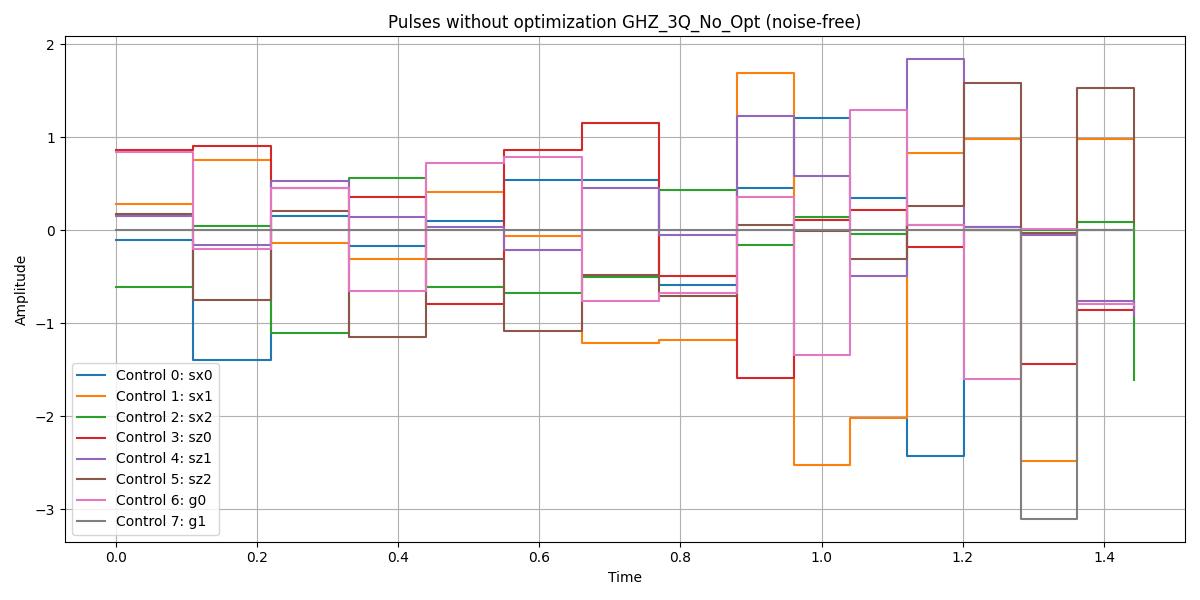 Pulses without optimization GHZ_3Q_No_Opt (noise-free)
2
1
0
−1
−2
−3
Amplitude
Control 0: sx0
Control 1: sx1
Control 2: sx2
Control 3: sz0
Control 4: sz1
Control 5: sz2
Control 6: g0
Control 7: g1
0.0 0.2 0.4 0.6 0.8 1.0 1.2 1.4
Time